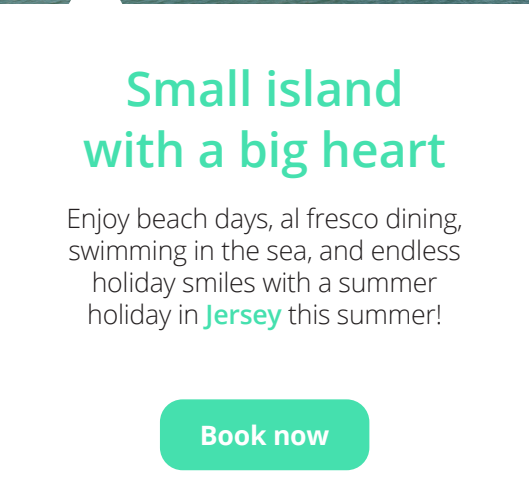 Small island
with a big heart
Enjoy beach days, al fresco dining,
swimming in the sea, and endless
holiday smiles with a summer
holiday in Jersey this summer!
Book now